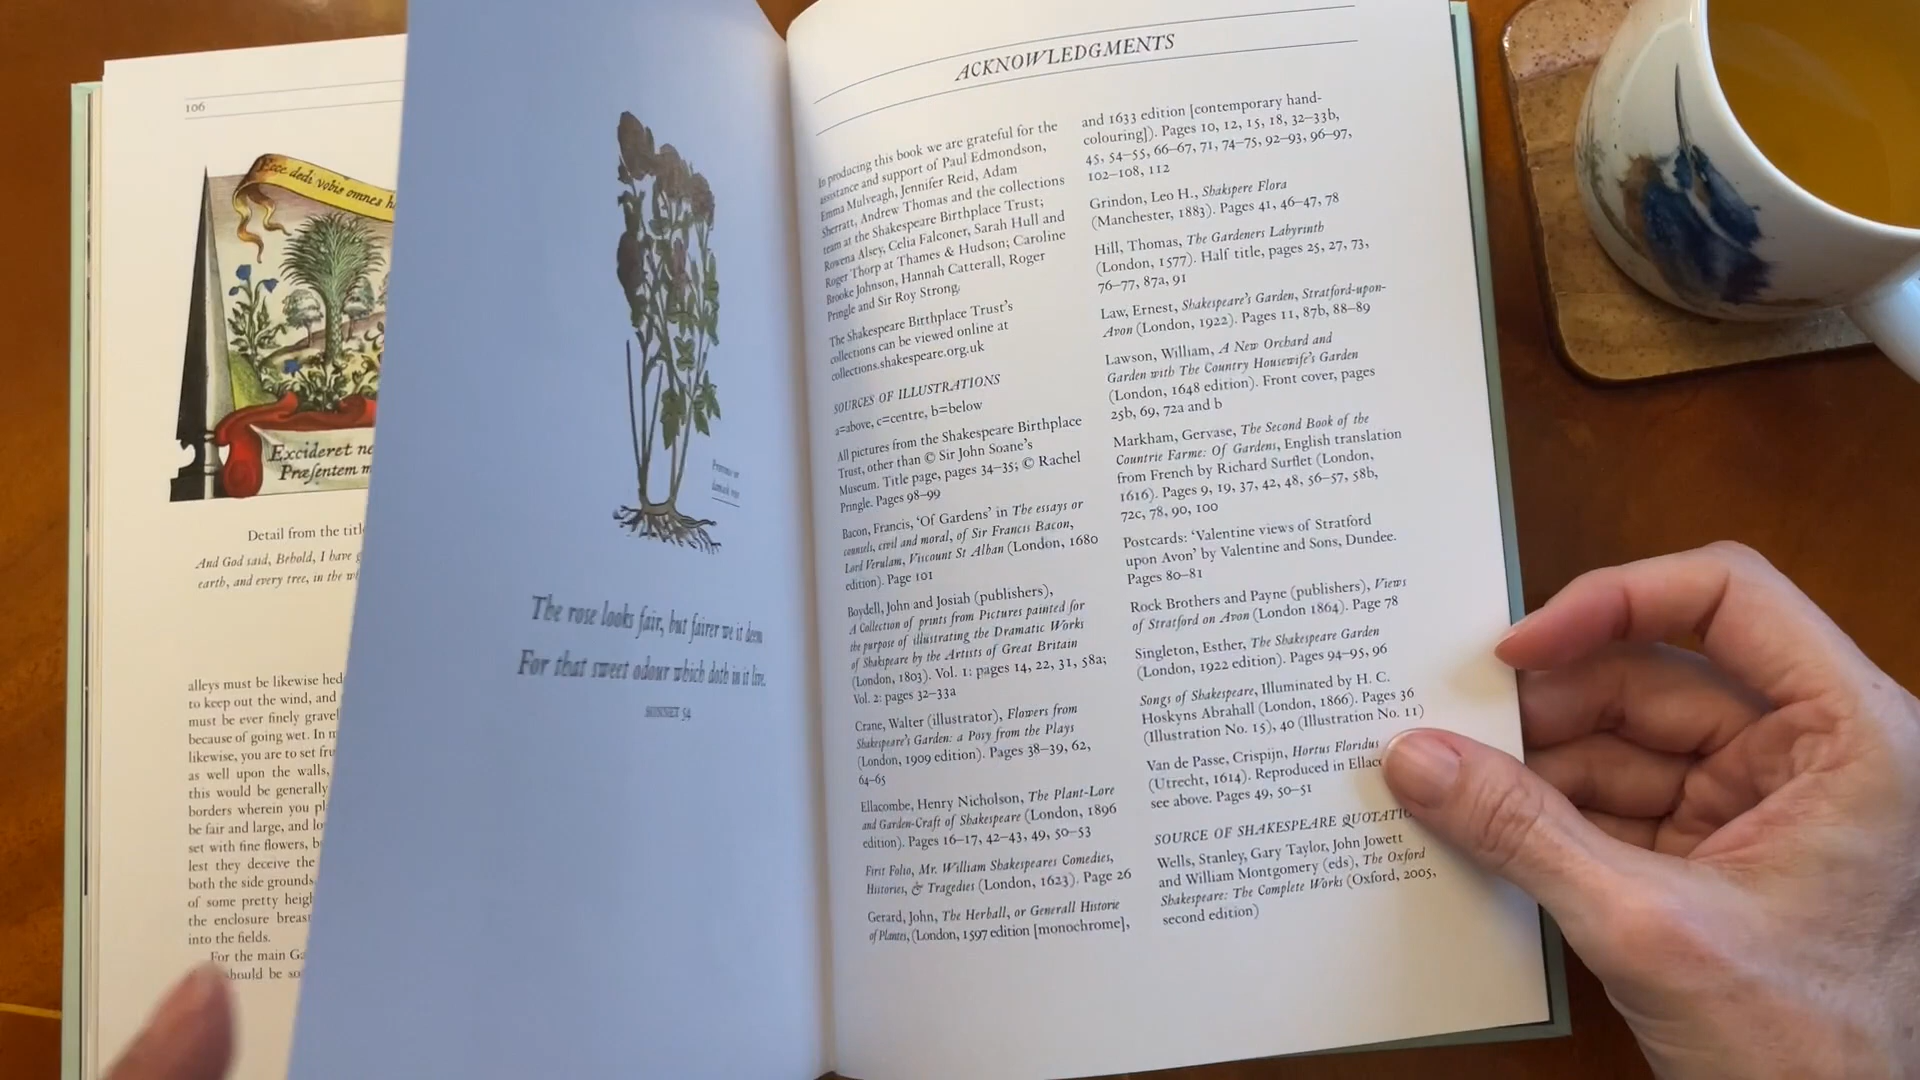 106
Ecce dedi vobis omnes h
Excideret ne
Præsentem m
Detail from the titl
And God said, Behold, I have g
earth, and every tree, in the wh
alleys must be likewise hed
to keep out the wind, and
must be ever finely gravel
because of going wet. In m
likewise, you are to set fru
as well upon the walls,
this would be generally
borders wherein you pl
be fair and large, and lo
set with fine flowers, b
lest they deceive the
both the side grounds
of some pretty heigh
the enclosure breas
into the fields.
For the main Ga
should be so
damask rose
The rose looks fair, but fairer we it deem
For that sweet odour which doth in it live.
SONNET 54
ACKNOWLEDGMENTS
In producing this book we are grateful for the
assistance and support of Paul Edmondson,
Emma Mulveagh, Jennifer Reid, Adam
Sherratt, Andrew Thomas and the collections
team at the Shakespeare Birthplace Trust;
Rowena Alsey, Celia Falconer, Sarah Hull and
Roger Thorp at Thames & Hudson; Caroline
Brooke Johnson, Hannah Catterall, Roger
Pringle and Sir Roy Strong.
The Shakespeare Birthplace Trust's
collections can be viewed online at
collections.shakespeare.org.uk
SOURCES OF ILLUSTRATIONS
a=above, c=centre, b=below
All pictures from the Shakespeare Birthplace
Trust, other than © Sir John Soane's
Museum. Title page, pages 34–35; © Rachel
Pringle. Pages 98–99
Bacon, Francis, 'Of Gardens' in The essays or
counsels, civil and moral, of Sir Francis Bacon,
Lord Verulam, Viscount St Alban (London, 1680
edition). Page 101
Boydell, John and Josiah (publishers),
A Collection of prints from Pictures painted for
the purpose of illustrating the Dramatic Works
of Shakespeare by the Artists of Great Britain
(London, 1803). Vol. 1: pages 14, 22, 31, 58a;
Vol. 2: pages 32–33a
Crane, Walter (illustrator), Flowers from
Shakespeare's Garden: a Posy from the Plays
(London, 1909 edition). Pages 38–39, 62,
64–65
Ellacombe, Henry Nicholson, The Plant-Lore
and Garden-Craft of Shakespeare (London, 1896
edition). Pages 16–17, 42–43, 49, 50–53
First Folio, Mr. William Shakespeares Comedies,
Histories, & Tragedies (London, 1623). Page 26
Gerard, John, The Herball, or Generall Historie
of Plantes, (London, 1597 edition [monochrome],
and 1633 edition [contemporary hand-
colouring]). Pages 10, 12, 15, 18, 32–33b,
45, 54–55, 66–67, 71, 74–75, 92–93, 96–97,
102–108, 112
Grindon, Leo H., Shakspere Flora
(Manchester, 1883). Pages 41, 46–47, 78
Hill, Thomas, The Gardeners Labyrinth
(London, 1577). Half title, pages 25, 27, 73,
76–77, 87a, 91
Law, Ernest, Shakespeare's Garden, Stratford-upon-
Avon (London, 1922). Pages 11, 87b, 88–89
Lawson, William, A New Orchard and
Garden with The Country Housewife's Garden
(London, 1648 edition). Front cover, pages
25b, 69, 72a and b
Markham, Gervase, The Second Book of the
Countrie Farme: Of Gardens, English translation
from French by Richard Surflet (London,
1616). Pages 9, 19, 37, 42, 48, 56–57, 58b,
72c, 78, 90, 100
Postcards: 'Valentine views of Stratford
upon Avon' by Valentine and Sons, Dundee.
Pages 80–81
Rock Brothers and Payne (publishers), Views
of Stratford on Avon (London 1864). Page 78
Singleton, Esther, The Shakespeare Garden
(London, 1922 edition). Pages 94–95, 96
Songs of Shakespeare, Illuminated by H. C.
Hoskyns Abrahall (London, 1866). Pages 36
(Illustration No. 15), 40 (Illustration No. 11)
Van de Passe, Crispijn, Hortus Floridus
(Utrecht, 1614). Reproduced in Ellaco
see above. Pages 49, 50–51
SOURCE OF SHAKESPEARE QUOTATIO
Wells, Stanley, Gary Taylor, John Jowett
and William Montgomery (eds), The Oxford
Shakespeare: The Complete Works (Oxford, 2005,
second edition)